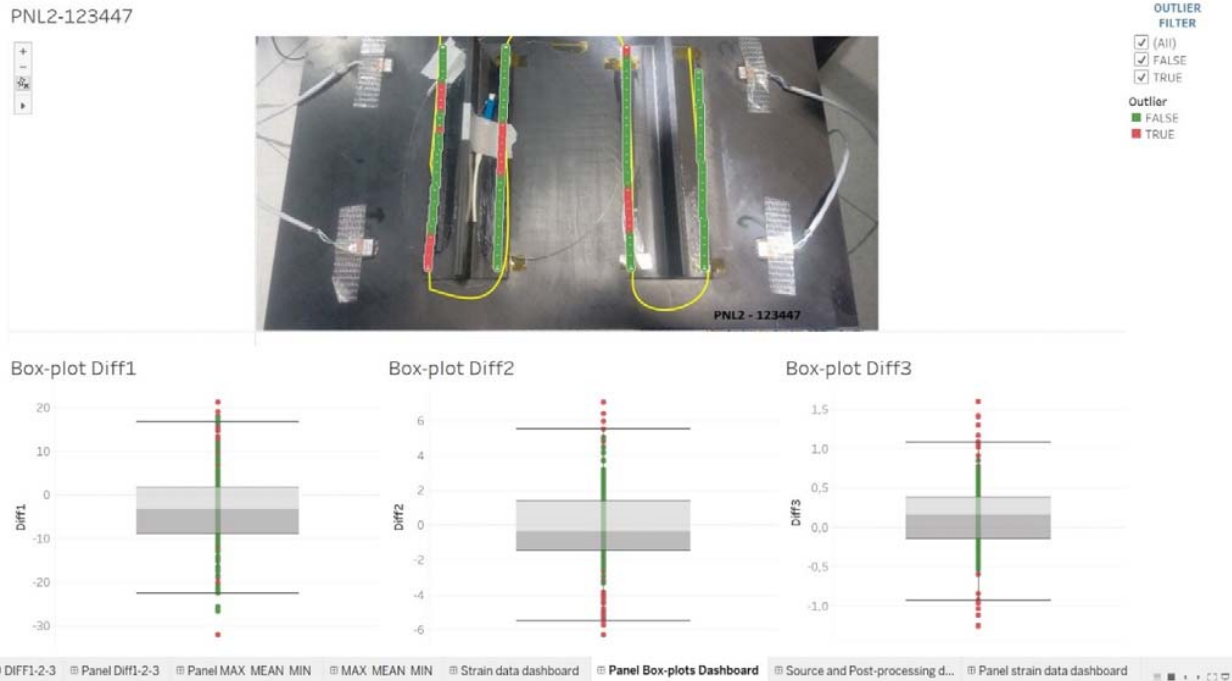 PNL2-123447
OUTLIER
FILTER
(All)
FALSE
TRUE
Outlier
FALSE
TRUE
PNL2 - 123447
Box-plot Diff1
Box-plot Diff2
Box-plot Diff3
20
10
0
-10
-20
-30
Diff1
6
4
2
0
-2
-4
-6
Diff2
1,5
1,0
0,5
0,0
-0,5
-1,0
Diff3
DIFF1-2-3
Panel Diff1-2-3
Panel MAX MEAN MIN
MAX MEAN MIN
Strain data dashboard
Panel Box-plots Dashboard
Source and Post-processing d...
Panel strain data dashboard